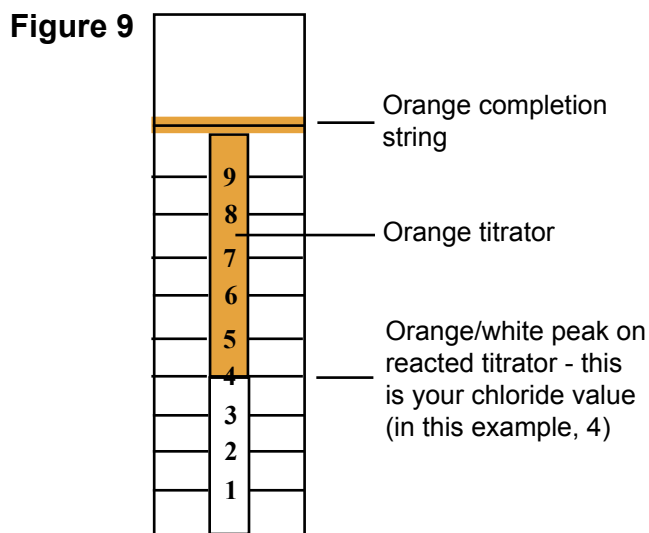 Figure 9
Orange completion
string
9
8
Orange titrator
7
6
5
Orange/white peak on
reacted titrator - this
is your chloride value
(in this example, 4)
4
3
2
1